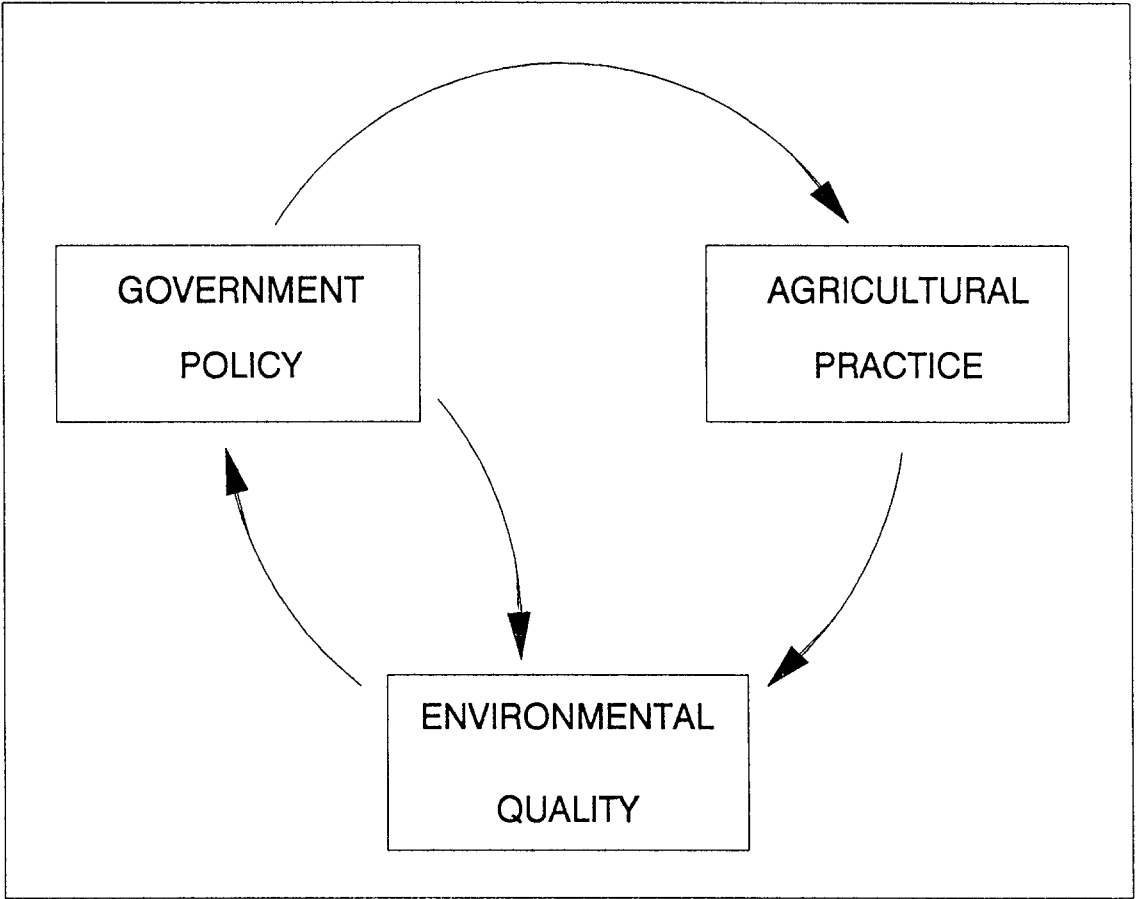 GOVERNMENT
POLICY
AGRICULTURAL
PRACTICE
ENVIRONMENTAL
QUALITY